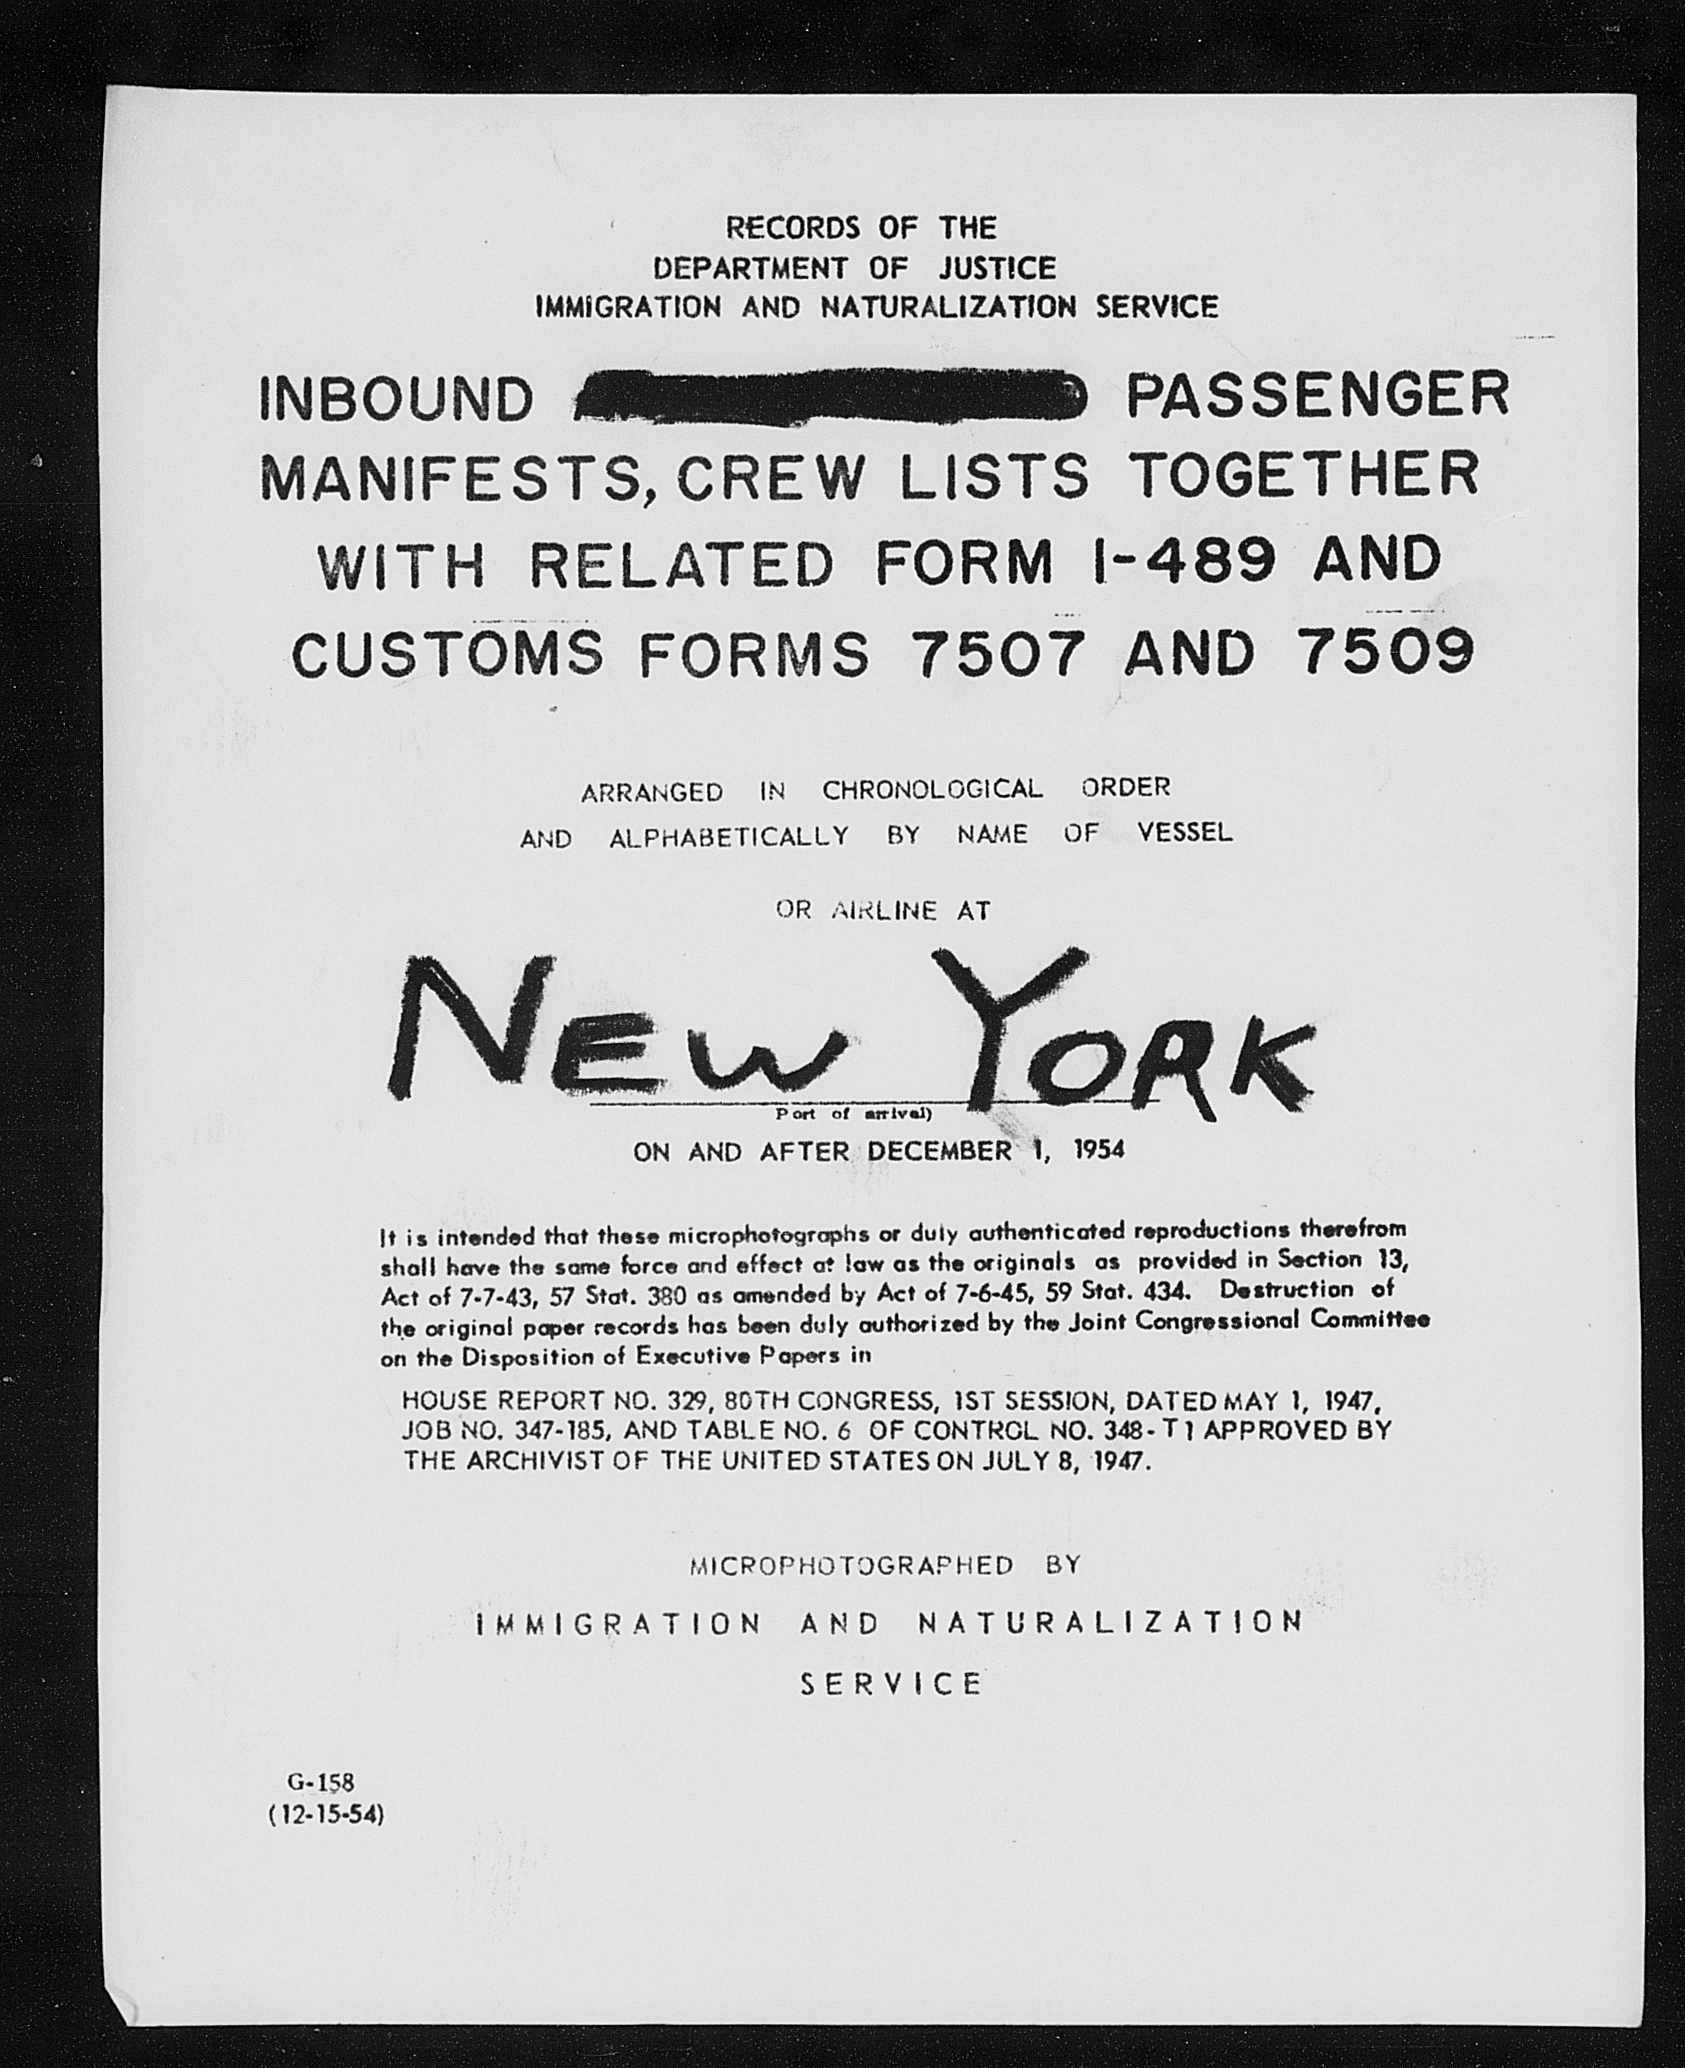 RECORDS OF THE
DEPARTMENT OF JUSTICE
IMMIGRATION AND NATURALIZATION SERVICE
INBOUND PASSENGER
MANIFESTS, CREW LISTS TOGETHER
WITH RELATED FORM I-489 AND
CUSTOMS FORMS 7507 AND 7509
ARRANGED IN CHRONOLOGICAL ORDER
AND ALPHABETICALLY BY NAME OF VESSEL
OR AIRLINE AT
NEW YORK
Port of arrival)
ON AND AFTER DECEMBER 1, 1954
It is intended that these microphotographs or duly authenticated reproductions therefrom
shall have the same force and effect at law as the originals as provided in Section 13,
Act of 7-7-43, 57 Stat. 380 as amended by Act of 7-6-45, 59 Stat. 434. Destruction of
the original paper records has been duly authorized by the Joint Congressional Committee
on the Disposition of Executive Papers in
HOUSE REPORT NO. 329, 80TH CONGRESS, 1ST SESSION, DATED MAY 1, 1947,
JOB NO. 347-185, AND TABLE NO. 6 OF CONTROL NO. 348-T1 APPROVED BY
THE ARCHIVIST OF THE UNITED STATES ON JULY 8, 1947.
MICROPHOTOGRAPHED BY
IMMIGRATION AND NATURALIZATION
SERVICE
G-158
(12-15-54)